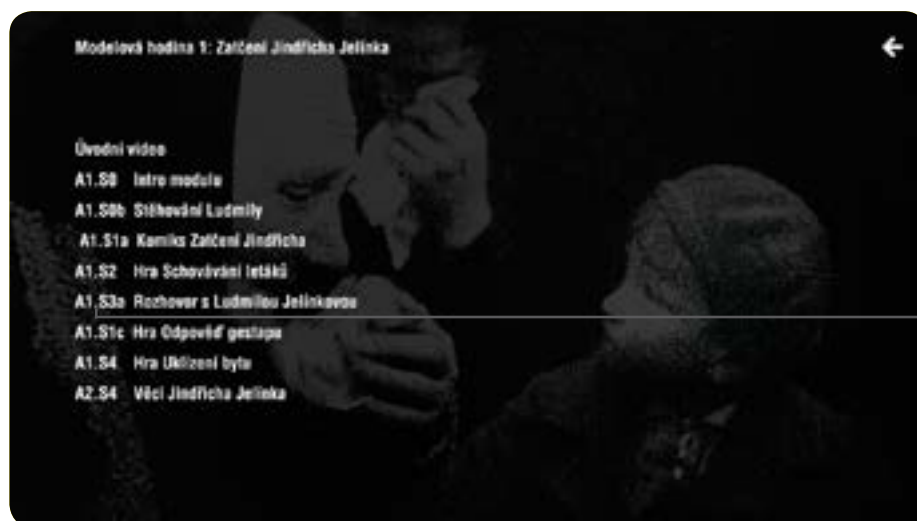 Modelová hodina 1: Zatčení Jindřicha Jelínka
Úvodní video
A1.S0 Intro modulu
A1.S0b Stěhování Ludmily
A1.S1a Komiks Zatčení Jindřicha
A1.S2 Hra Schovávání letáků
A1.S3a Rozhovor s Ludmilou Jelínkovou
A1.S1c Hra Odpověď gestapu
A1.S4 Hra Uklízení bytu
A2.S4 Věci Jindřicha Jelínka